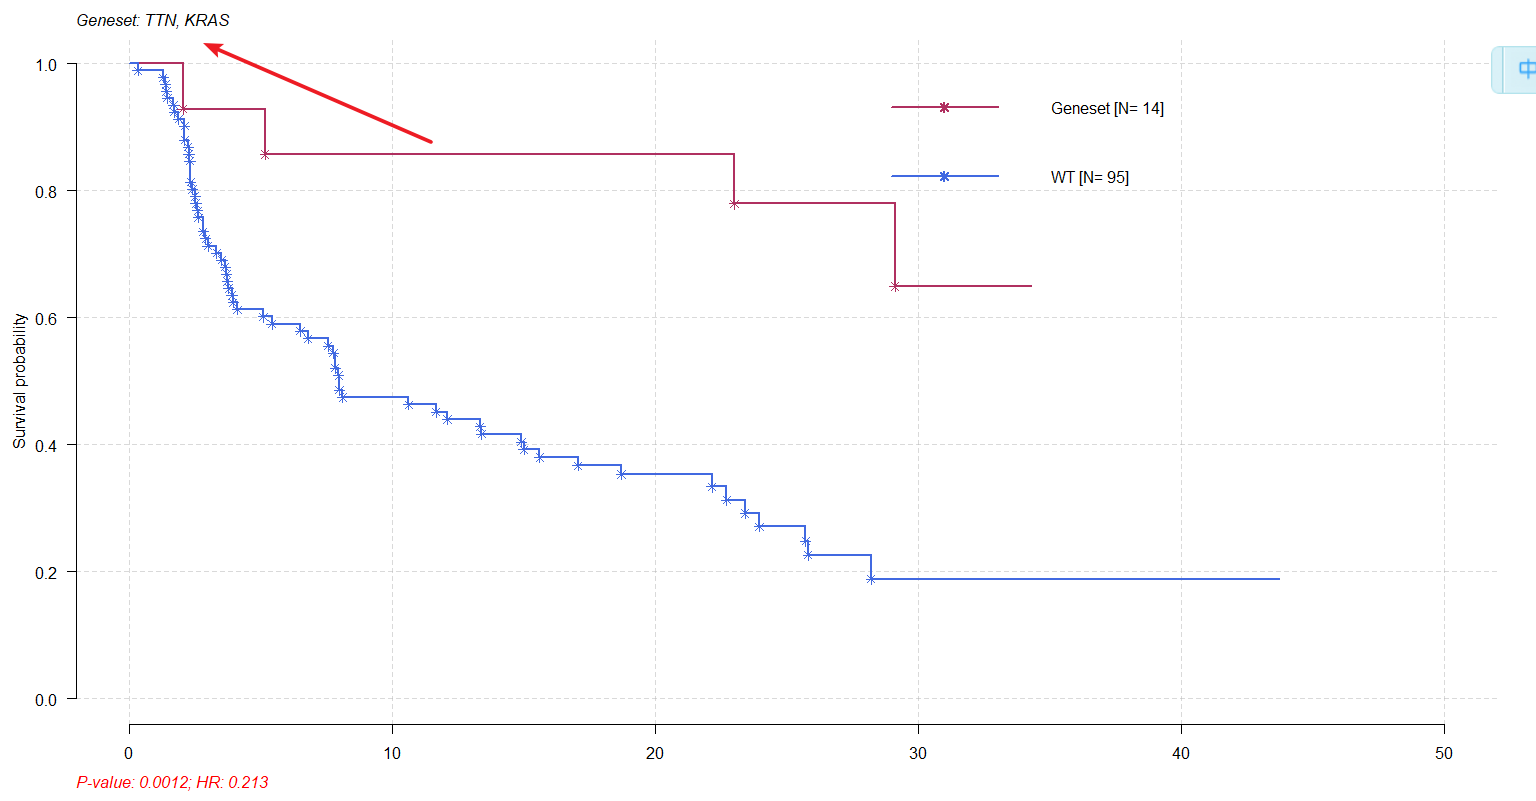 Geneset: TTN, KRAS
1.0
0.8
0.6
0.4
0.2
0.0
Survival probability
Geneset [N= 14]
WT [N= 95]
0 10 20 30 40 50
P-value: 0.0012; HR: 0.213